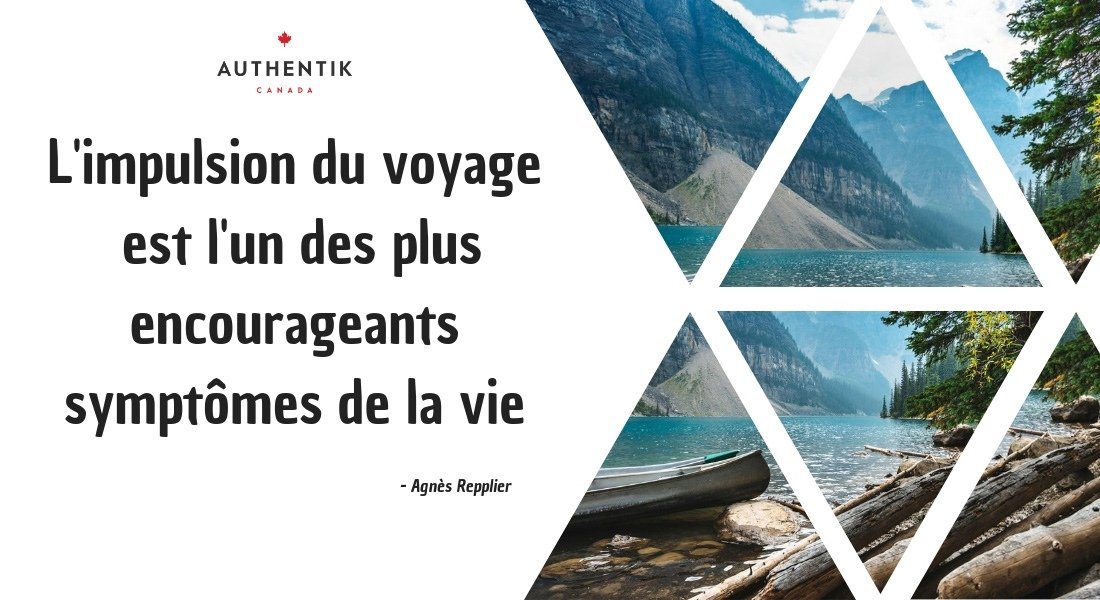 AUTHENTIK
CANADA
L'impulsion du voyage
est l'un des plus
encourageants
symptômes de la vie
- Agnès Repplier